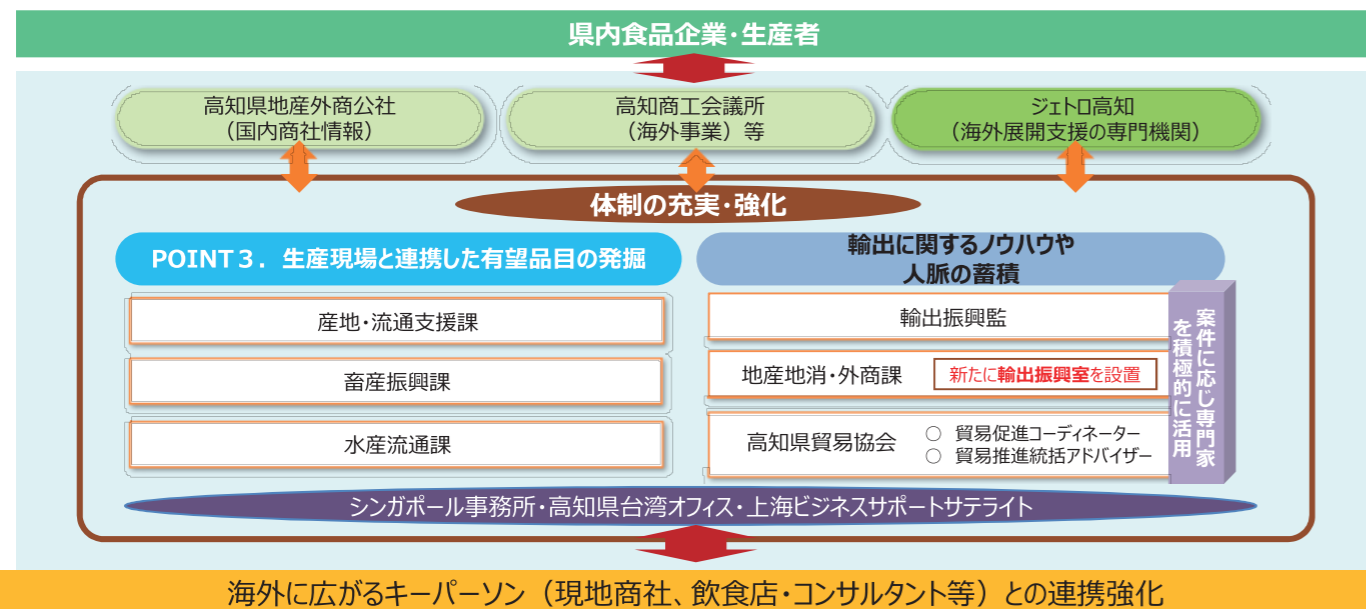 県内食品企業・生産者
高知県地産外商公社
（国内商社情報）
高知商工会議所
（海外事業）等
ジェトロ高知
（海外展開支援の専門機関）
体制の充実・強化
POINT３．生産現場と連携した有望品目の発掘
産地・流通支援課
畜産振興課
水産流通課
輸出に関するノウハウや
人脈の蓄積
輸出振興監
地産地消・外商課 新たに輸出振興室を設置
高知県貿易協会
○ 貿易促進コーディネーター
○ 貿易推進統括アドバイザー
案件に応じ専門家
を積極的に活用
シンガポール事務所・高知県台湾オフィス・上海ビジネスサポートサテライト
海外に広がるキーパーソン（現地商社、飲食店・コンサルタント等）との連携強化